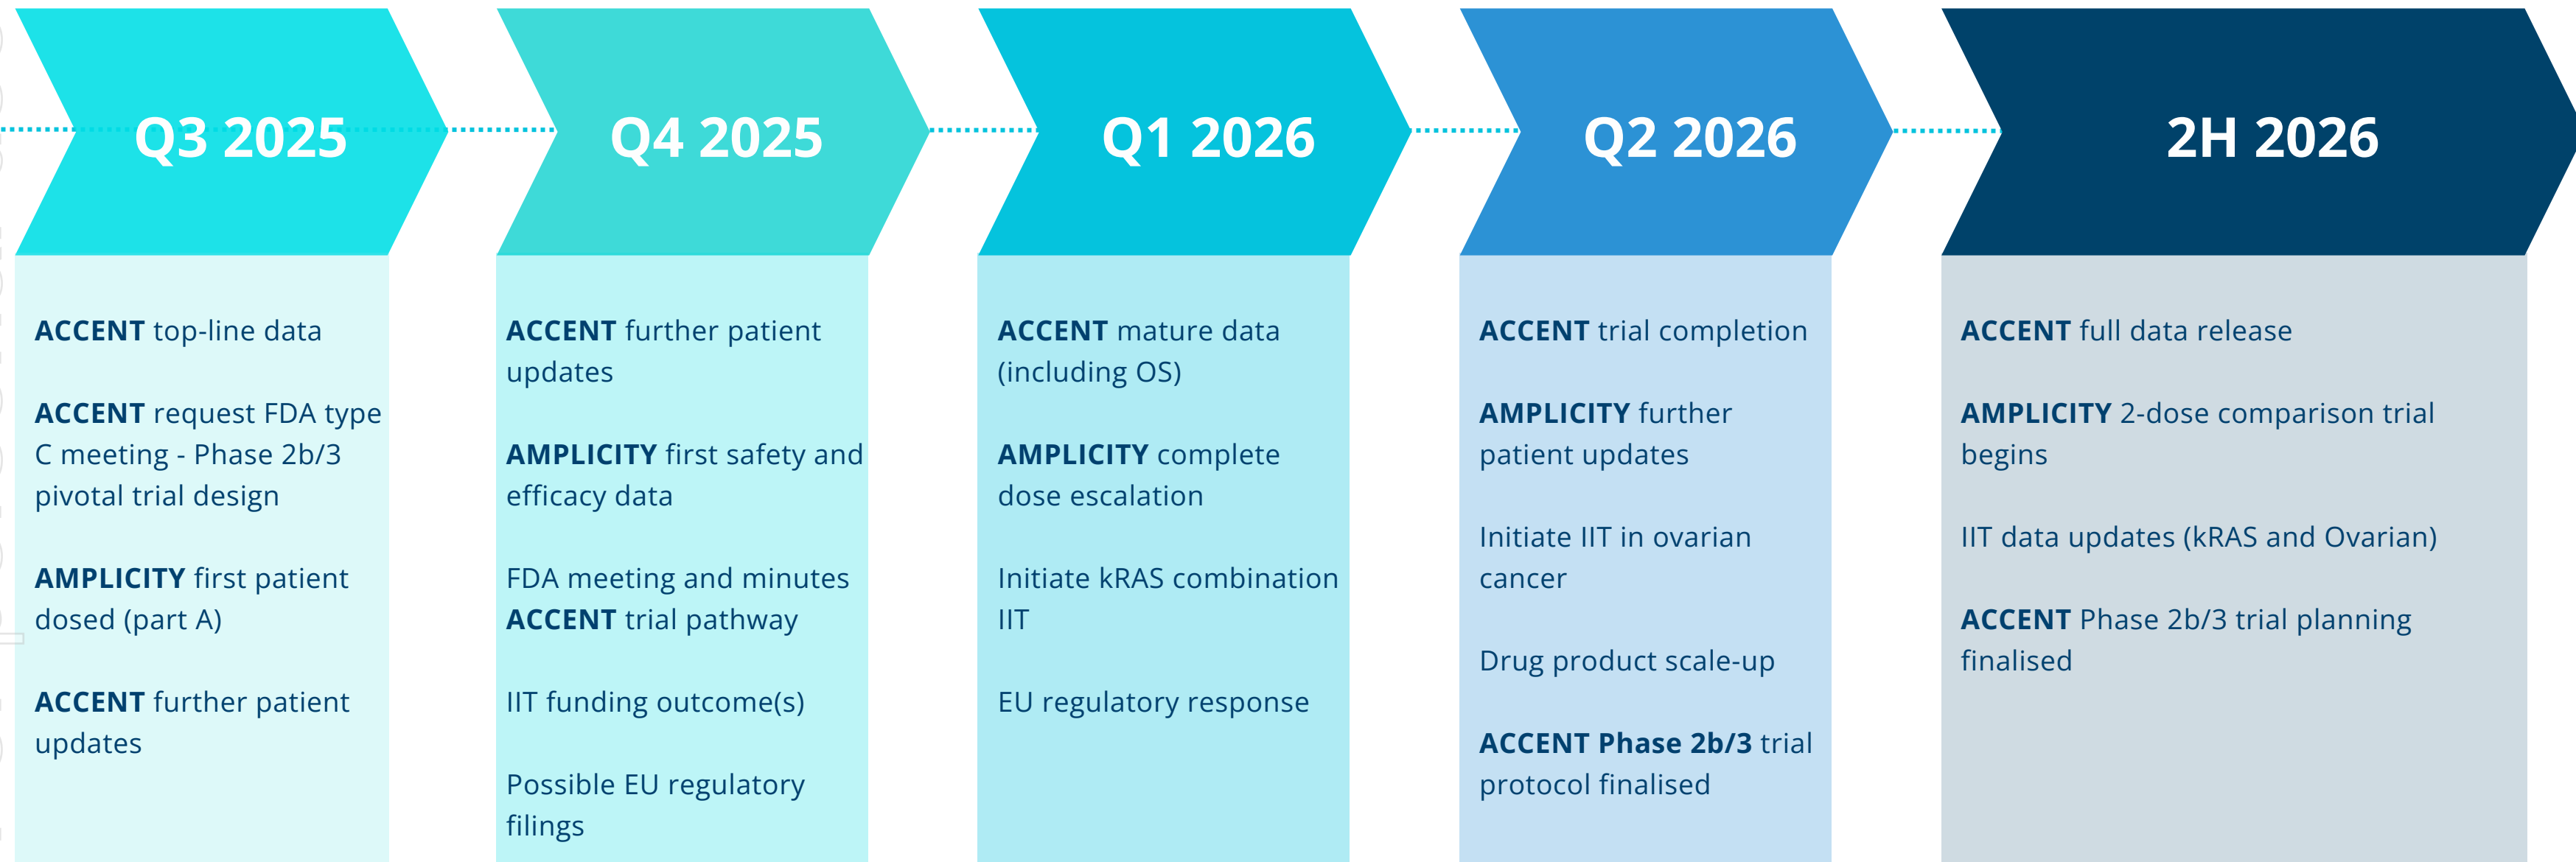 Q3 2025
ACCENT top-line data
ACCENT request FDA type
C meeting - Phase 2b/3
pivotal trial design
AMPLICITY first patient
dosed (part A)
ACCENT further patient
updates
Q4 2025
ACCENT further patient
updates
AMPLICITY first safety and
efficacy data
FDA meeting and minutes
ACCENT trial pathway
IIT funding outcome(s)
Possible EU regulatory
filings
Q1 2026
ACCENT mature data
(including OS)
AMPLICITY complete
dose escalation
Initiate kRAS combination
IIT
EU regulatory response
Q2 2026
ACCENT trial completion
AMPLICITY further
patient updates
Initiate IIT in ovarian
cancer
Drug product scale-up
ACCENT Phase 2b/3 trial
protocol finalised
2H 2026
ACCENT full data release
AMPLICITY 2-dose comparison trial
begins
IIT data updates (kRAS and Ovarian)
ACCENT Phase 2b/3 trial planning
finalised